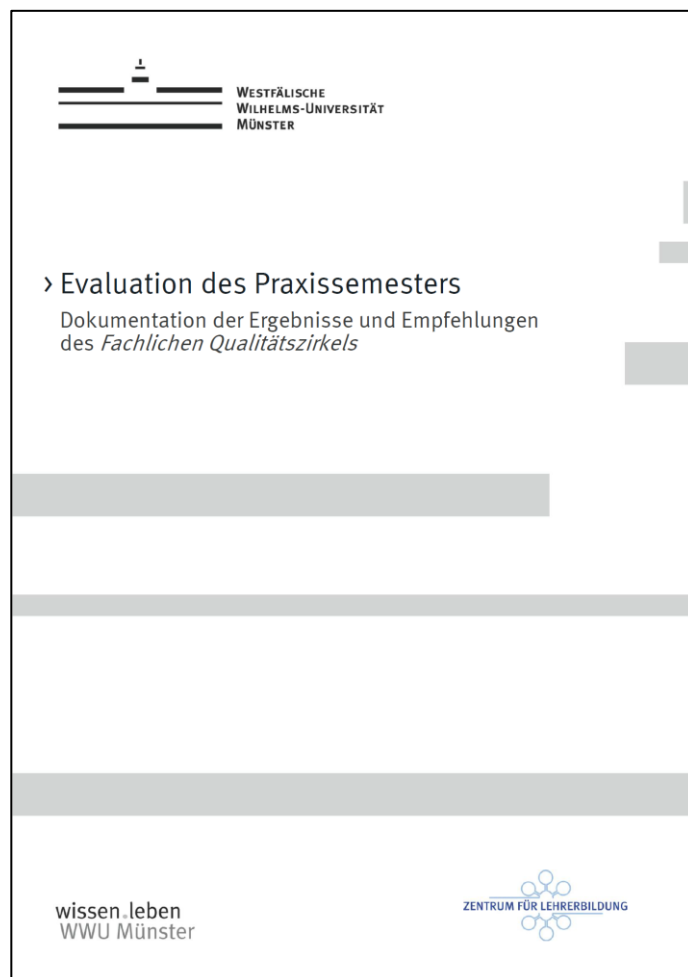 WESTFÄLISCHE
WILHELMS-UNIVERSITÄT
MÜNSTER
› Evaluation des Praxissemesters
Dokumentation der Ergebnisse und Empfehlungen
des Fachlichen Qualitätszirkels
wissen.leben
WWU Münster
ZENTRUM FÜR LEHRERBILDUNG